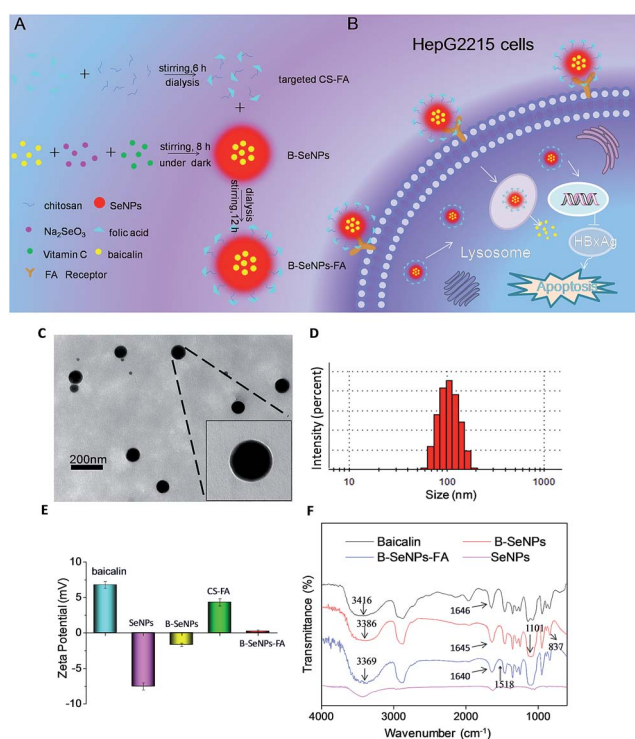 A
B
HepG2215 cells
stirring,6 h
dialysis
targeted CS-FA
+
+
+
+
stirring, 8 h
under dark
B-SeNPs
dialysis
stirring,12 h
B-SeNPs-FA
chitosan
SeNPs
Na₂SeO₃
folic acid
Vitamin C
baicalin
FA Receptor
Lysosome
HBxAg
Apoptosis
C
200nm
D
Intensity (percent)
10
100
1000
Size (nm)
E
Zeta Potential (mV)
10
5
0
-5
-10
baicalin
SeNPs
B-SeNPs
CS-FA
B-SeNPs-FA
F
Baicalin
B-SeNPs
B-SeNPs-FA
SeNPs
Transmittance (%)
3416
1646
3386
1645
1101
837
3369
1640
1518
4000
3000
2000
1000
Wavenumber (cm⁻¹)